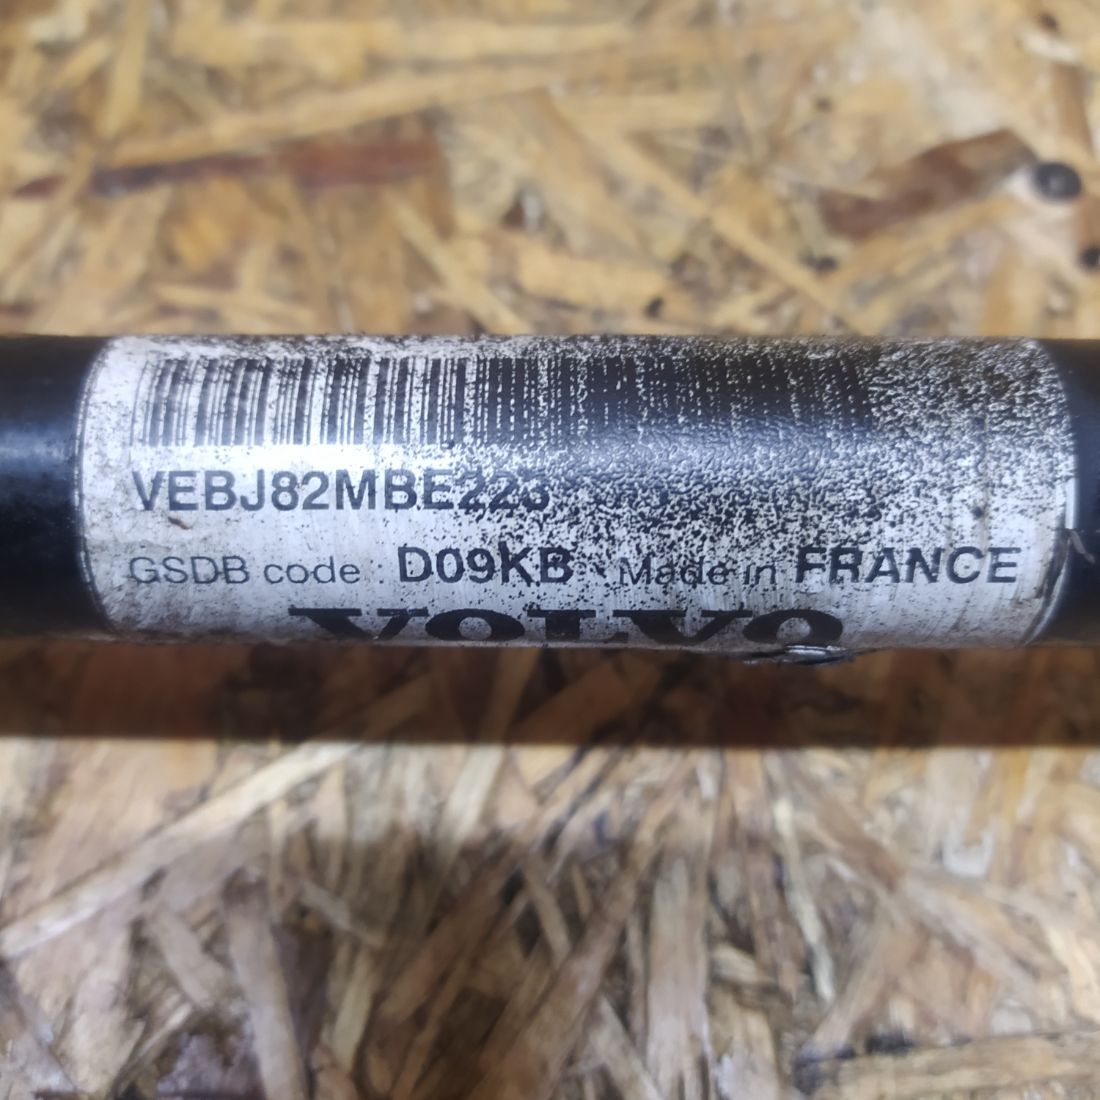 VEBJ82MBE223
GSDB code : D09KB Made in FRANCE
VOLVO